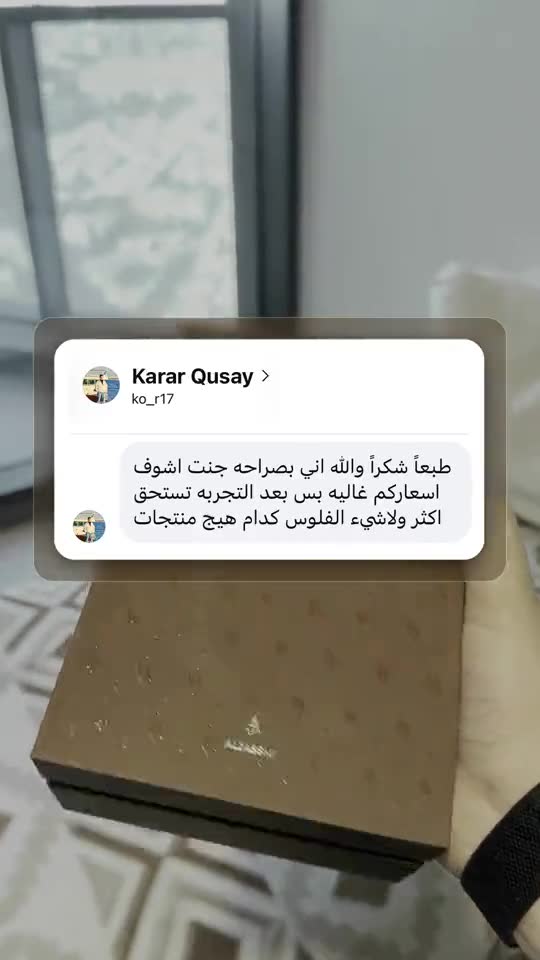 Karar Qusay
ko_r17
طبعاً شكراً والله اني بصراحه جنت اشوف
اسعاركم غاليه بس بعد التجربه تستحق
اكثر ولاشيء الفلوس كدام هيج منتجات